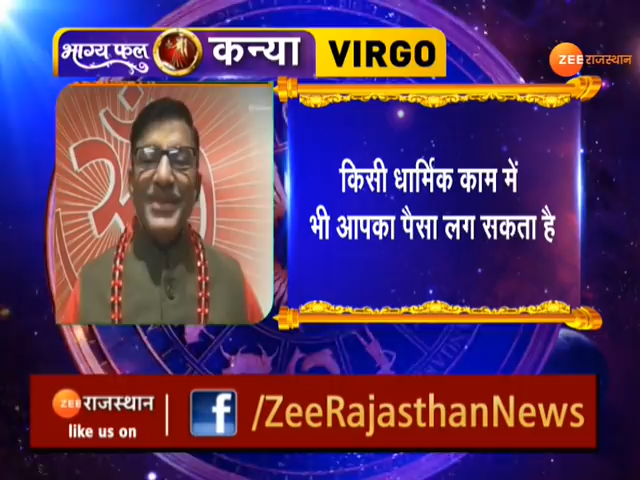 भाग्य फल श्री कन्या VIRGO
ZEE राजस्थान
किसी धार्मिक काम में
भी आपका पैसा लग सकता है
ZEE राजस्थान
like us on
f /ZeeRajasthanNews